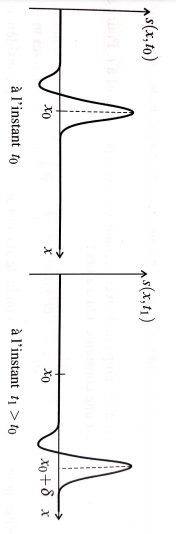 s(x, t₀)
x₀
x
à l'instant t₀
s(x, t₁)
x₀
x₀ + δ
x
à l'instant t₁ > t₀